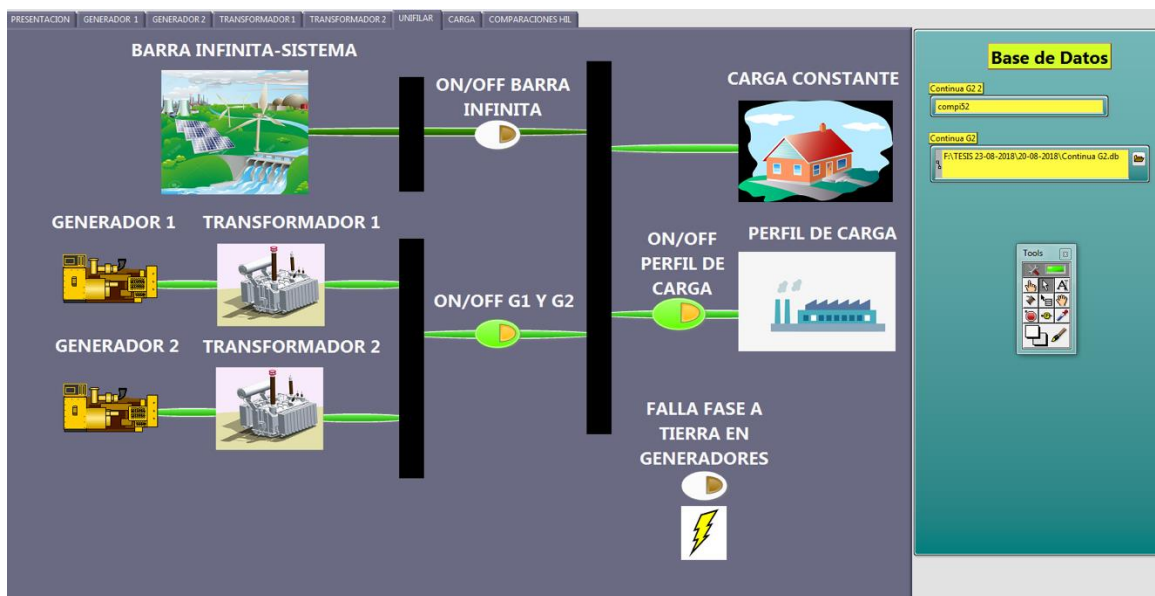 PRESENTACION
GENERADOR 1
GENERADOR 2
TRANSFORMADOR 1
TRANSFORMADOR 2
UNIFILAR
CARGA
COMPARACIONES HIL
BARRA INFINITA-SISTEMA
ON/OFF BARRA
INFINITA
CARGA CONSTANTE
GENERADOR 1
TRANSFORMADOR 1
ON/OFF
PERFIL DE
CARGA
PERFIL DE CARGA
ON/OFF G1 Y G2
GENERADOR 2
TRANSFORMADOR 2
FALLA FASE A
TIERRA EN
GENERADORES
Base de Datos
Continua G2 2
compi52
Continua G2
F:\TESIS 23-08-2018\20-08-2018\Continua G2.db
Tools
A